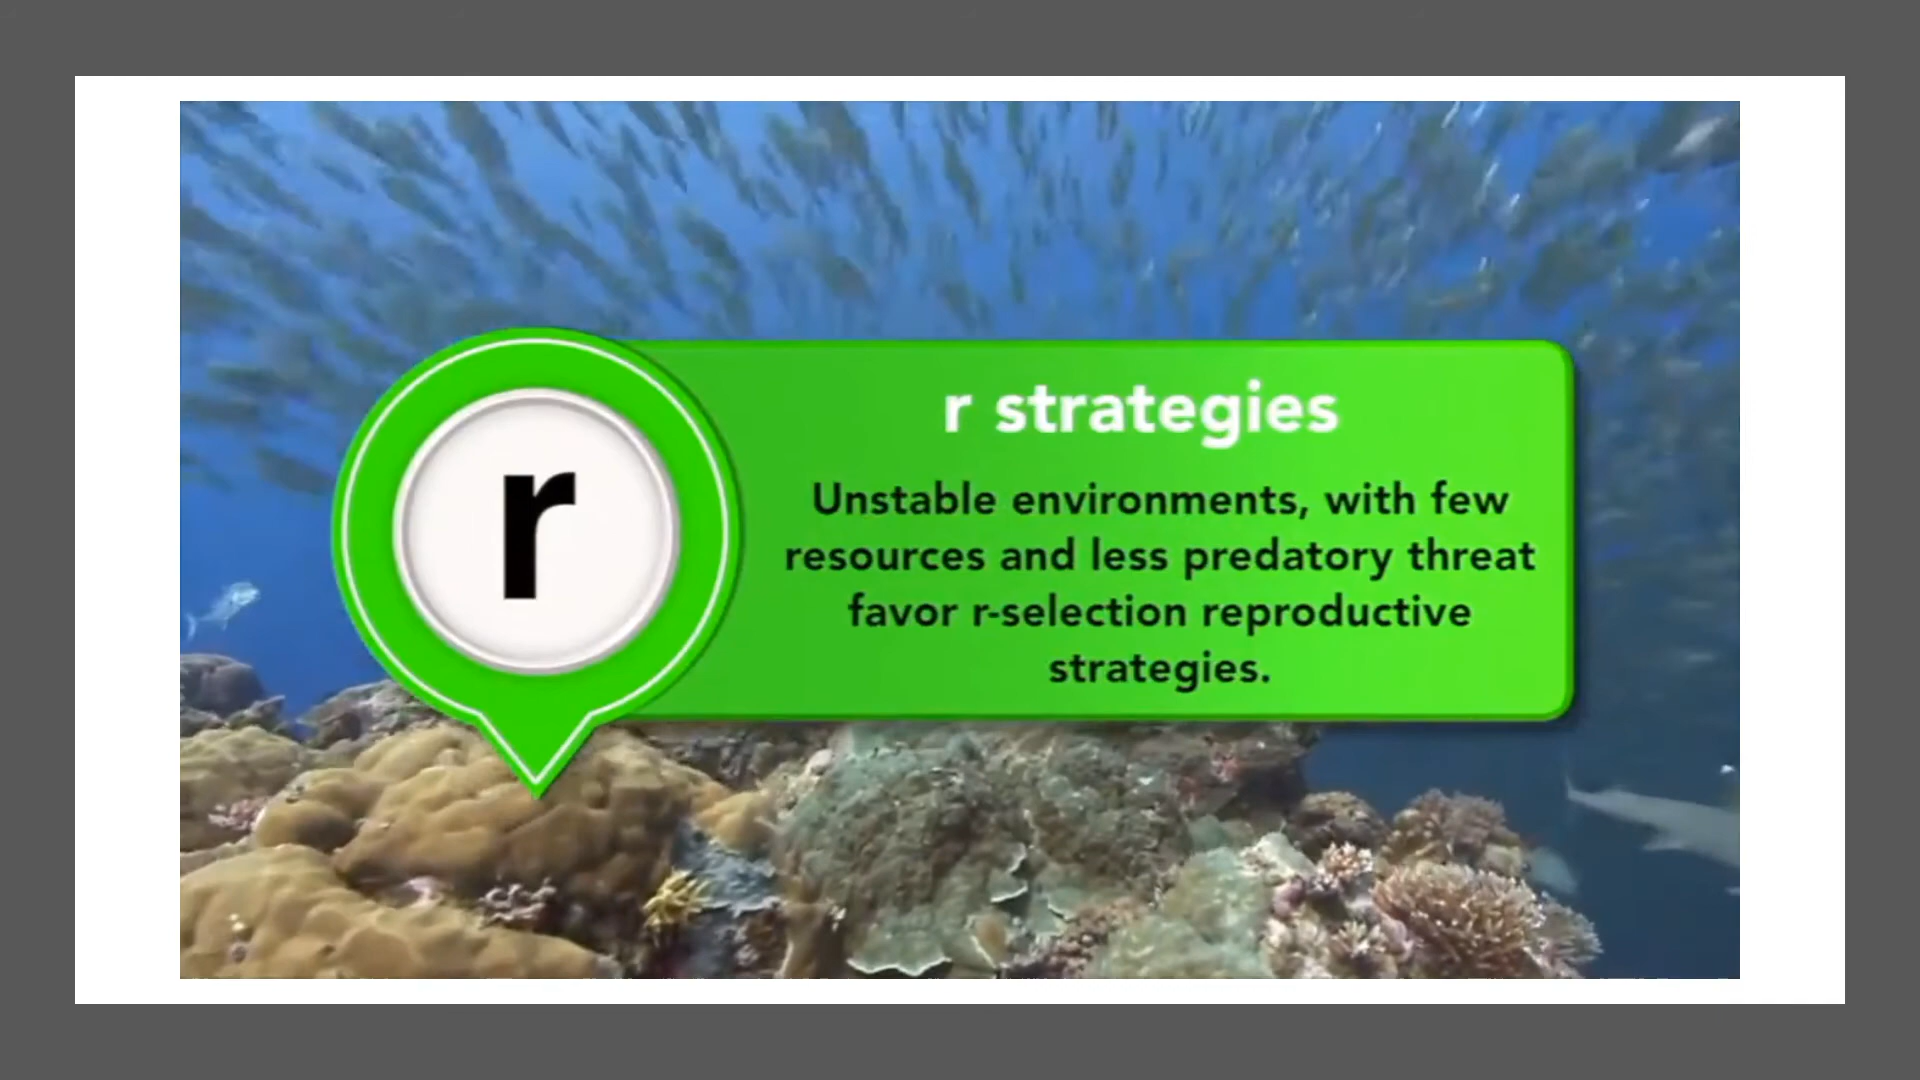 r
r strategies
Unstable environments, with few
resources and less predatory threat
favor r-selection reproductive
strategies.